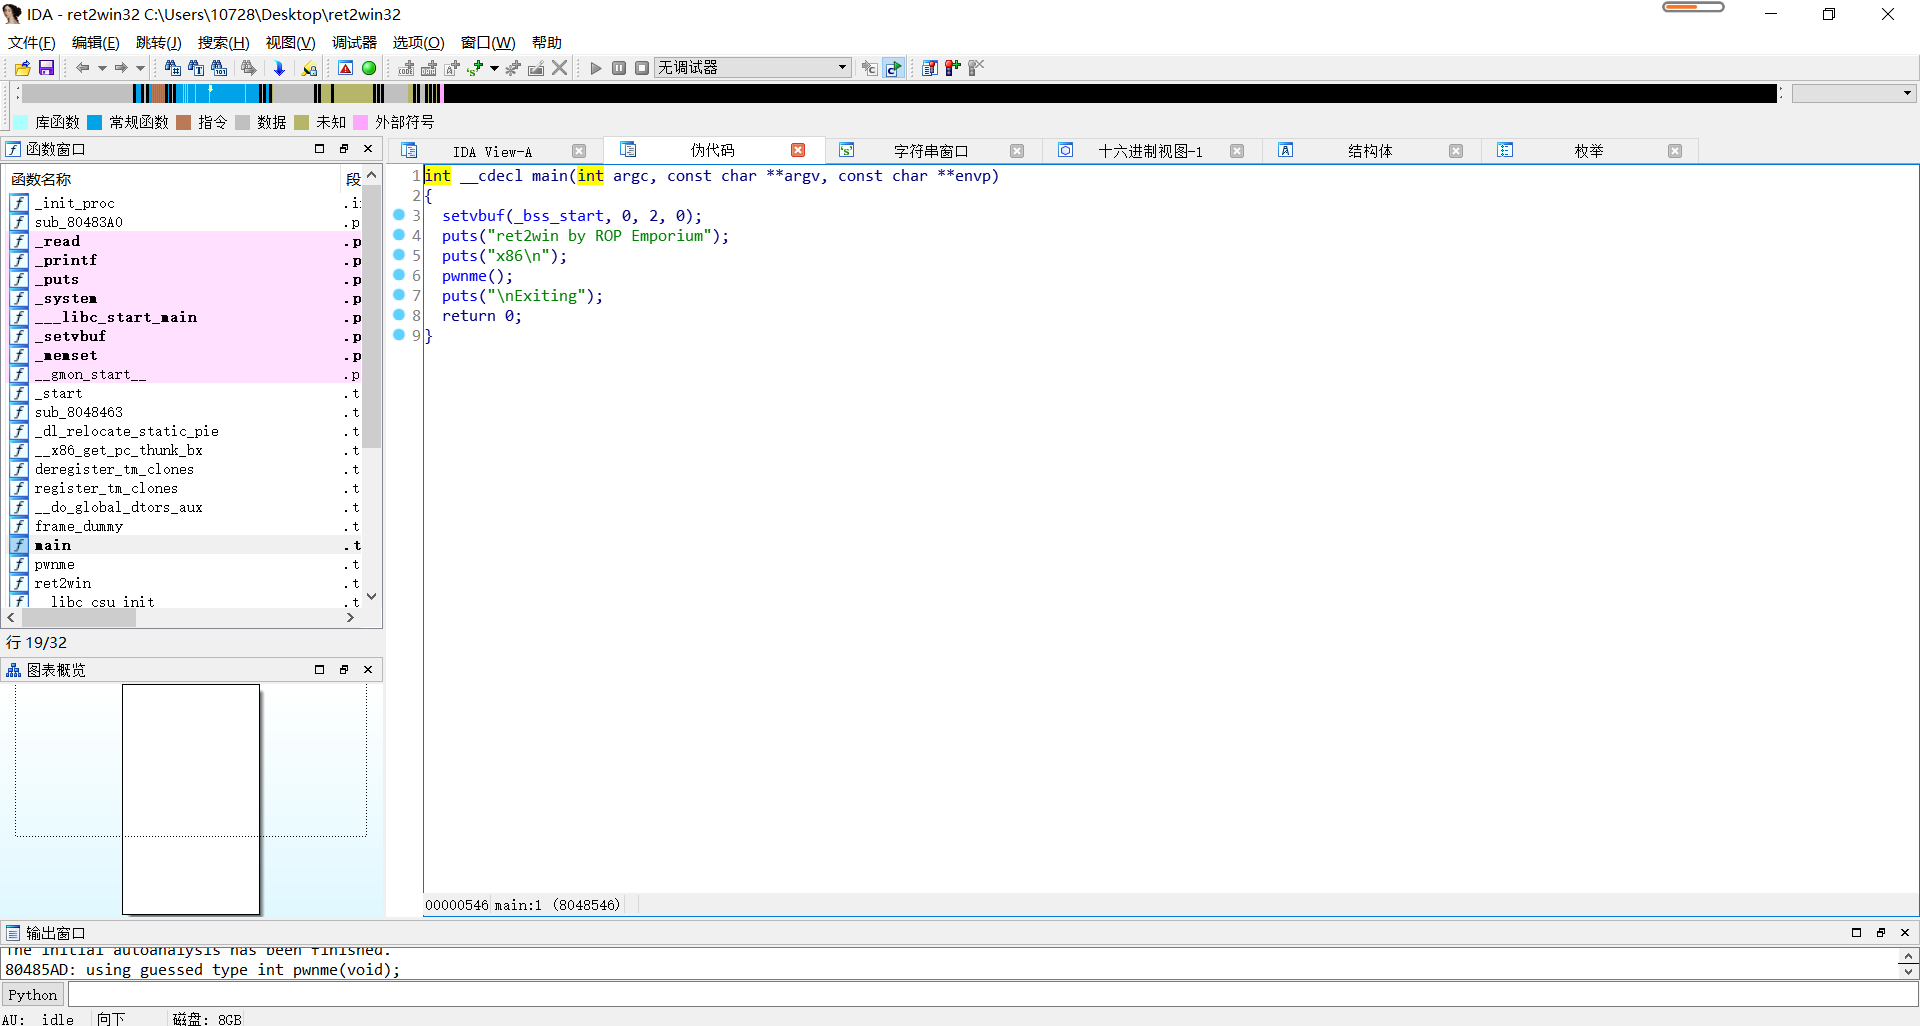 IDA - ret2win32 C:\Users\10728\Desktop\ret2win32
文件(F) 编辑(E) 跳转(J) 搜索(H) 视图(V) 调试器 选项(O) 窗口(W) 帮助
无调试器
库函数 常规函数 指令 数据 未知 外部符号
函数窗口
函数名称 段
_init_proc .i
sub_80483A0 .p
_read .p
_printf .p
_puts .p
_system .p
___libc_start_main .p
_setvbuf .p
_memset .p
__gmon_start__ .p
_start .t
sub_8048463 .t
_dl_relocate_static_pie .t
__x86_get_pc_thunk_bx .t
deregister_tm_clones .t
register_tm_clones .t
__do_global_dtors_aux .t
frame_dummy .t
main .t
pwnme .t
ret2win .t
__libc_csu_init .t
行 19/32
图表概览
IDA View-A 伪代码 字符串窗口 十六进制视图-1 结构体 枚举
1 int __cdecl main(int argc, const char **argv, const char **envp)
2 {
3 setvbuf(_bss_start, 0, 2, 0);
4 puts("ret2win by ROP Emporium");
5 puts("x86\n");
6 pwnme();
7 puts("\nExiting");
8 return 0;
9 }
00000546 main:1 (8048546)
输出窗口
The initial autoanalysis has been finished.
80485AD: using guessed type int pwnme(void);
Python
AU: idle 向下 磁盘: 8GB